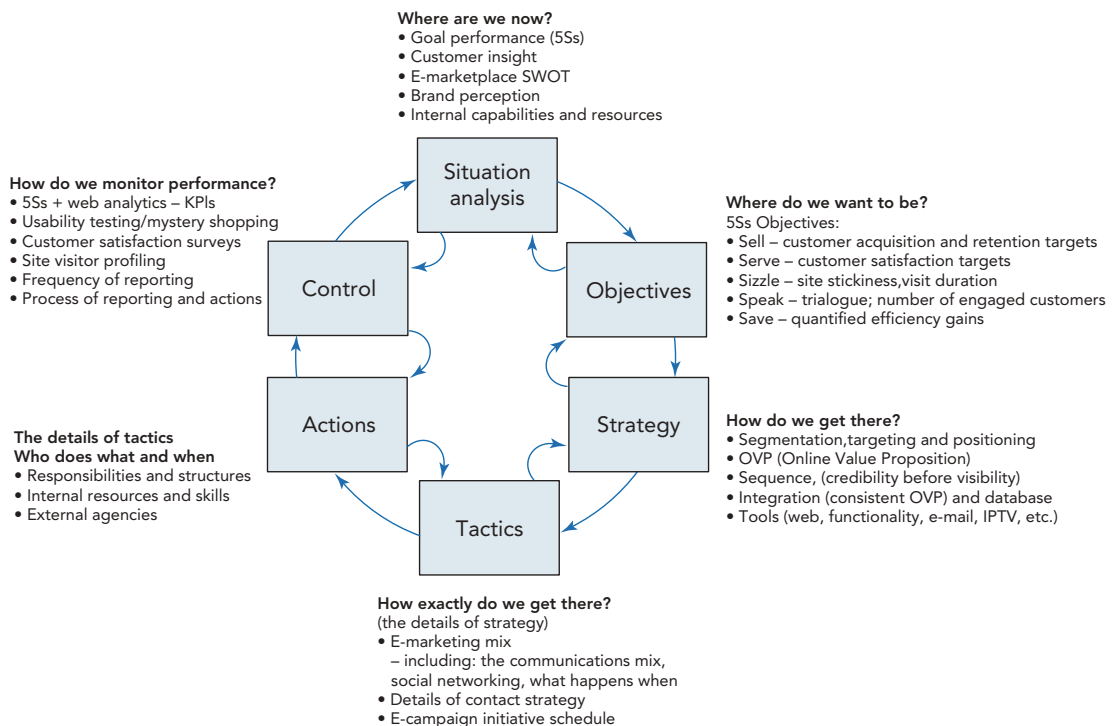 Where are we now?
• Goal performance (5Ss)
• Customer insight
• E-marketplace SWOT
• Brand perception
• Internal capabilities and resources
Situation
analysis
How do we monitor performance?
• 5Ss + web analytics – KPIs
• Usability testing/mystery shopping
• Customer satisfaction surveys
• Site visitor profiling
• Frequency of reporting
• Process of reporting and actions
Control
Where do we want to be?
5Ss Objectives:
• Sell – customer acquisition and retention targets
• Serve – customer satisfaction targets
• Sizzle – site stickiness,visit duration
• Speak – trialogue; number of engaged customers
• Save – quantified efficiency gains
Objectives
Actions
Strategy
The details of tactics
Who does what and when
• Responsibilities and structures
• Internal resources and skills
• External agencies
How do we get there?
• Segmentation,targeting and positioning
• OVP (Online Value Proposition)
• Sequence, (credibility before visibility)
• Integration (consistent OVP) and database
• Tools (web, functionality, e-mail, IPTV, etc.)
Tactics
How exactly do we get there?
(the details of strategy)
• E-marketing mix
– including: the communications mix,
social networking, what happens when
• Details of contact strategy
• E-campaign initiative schedule